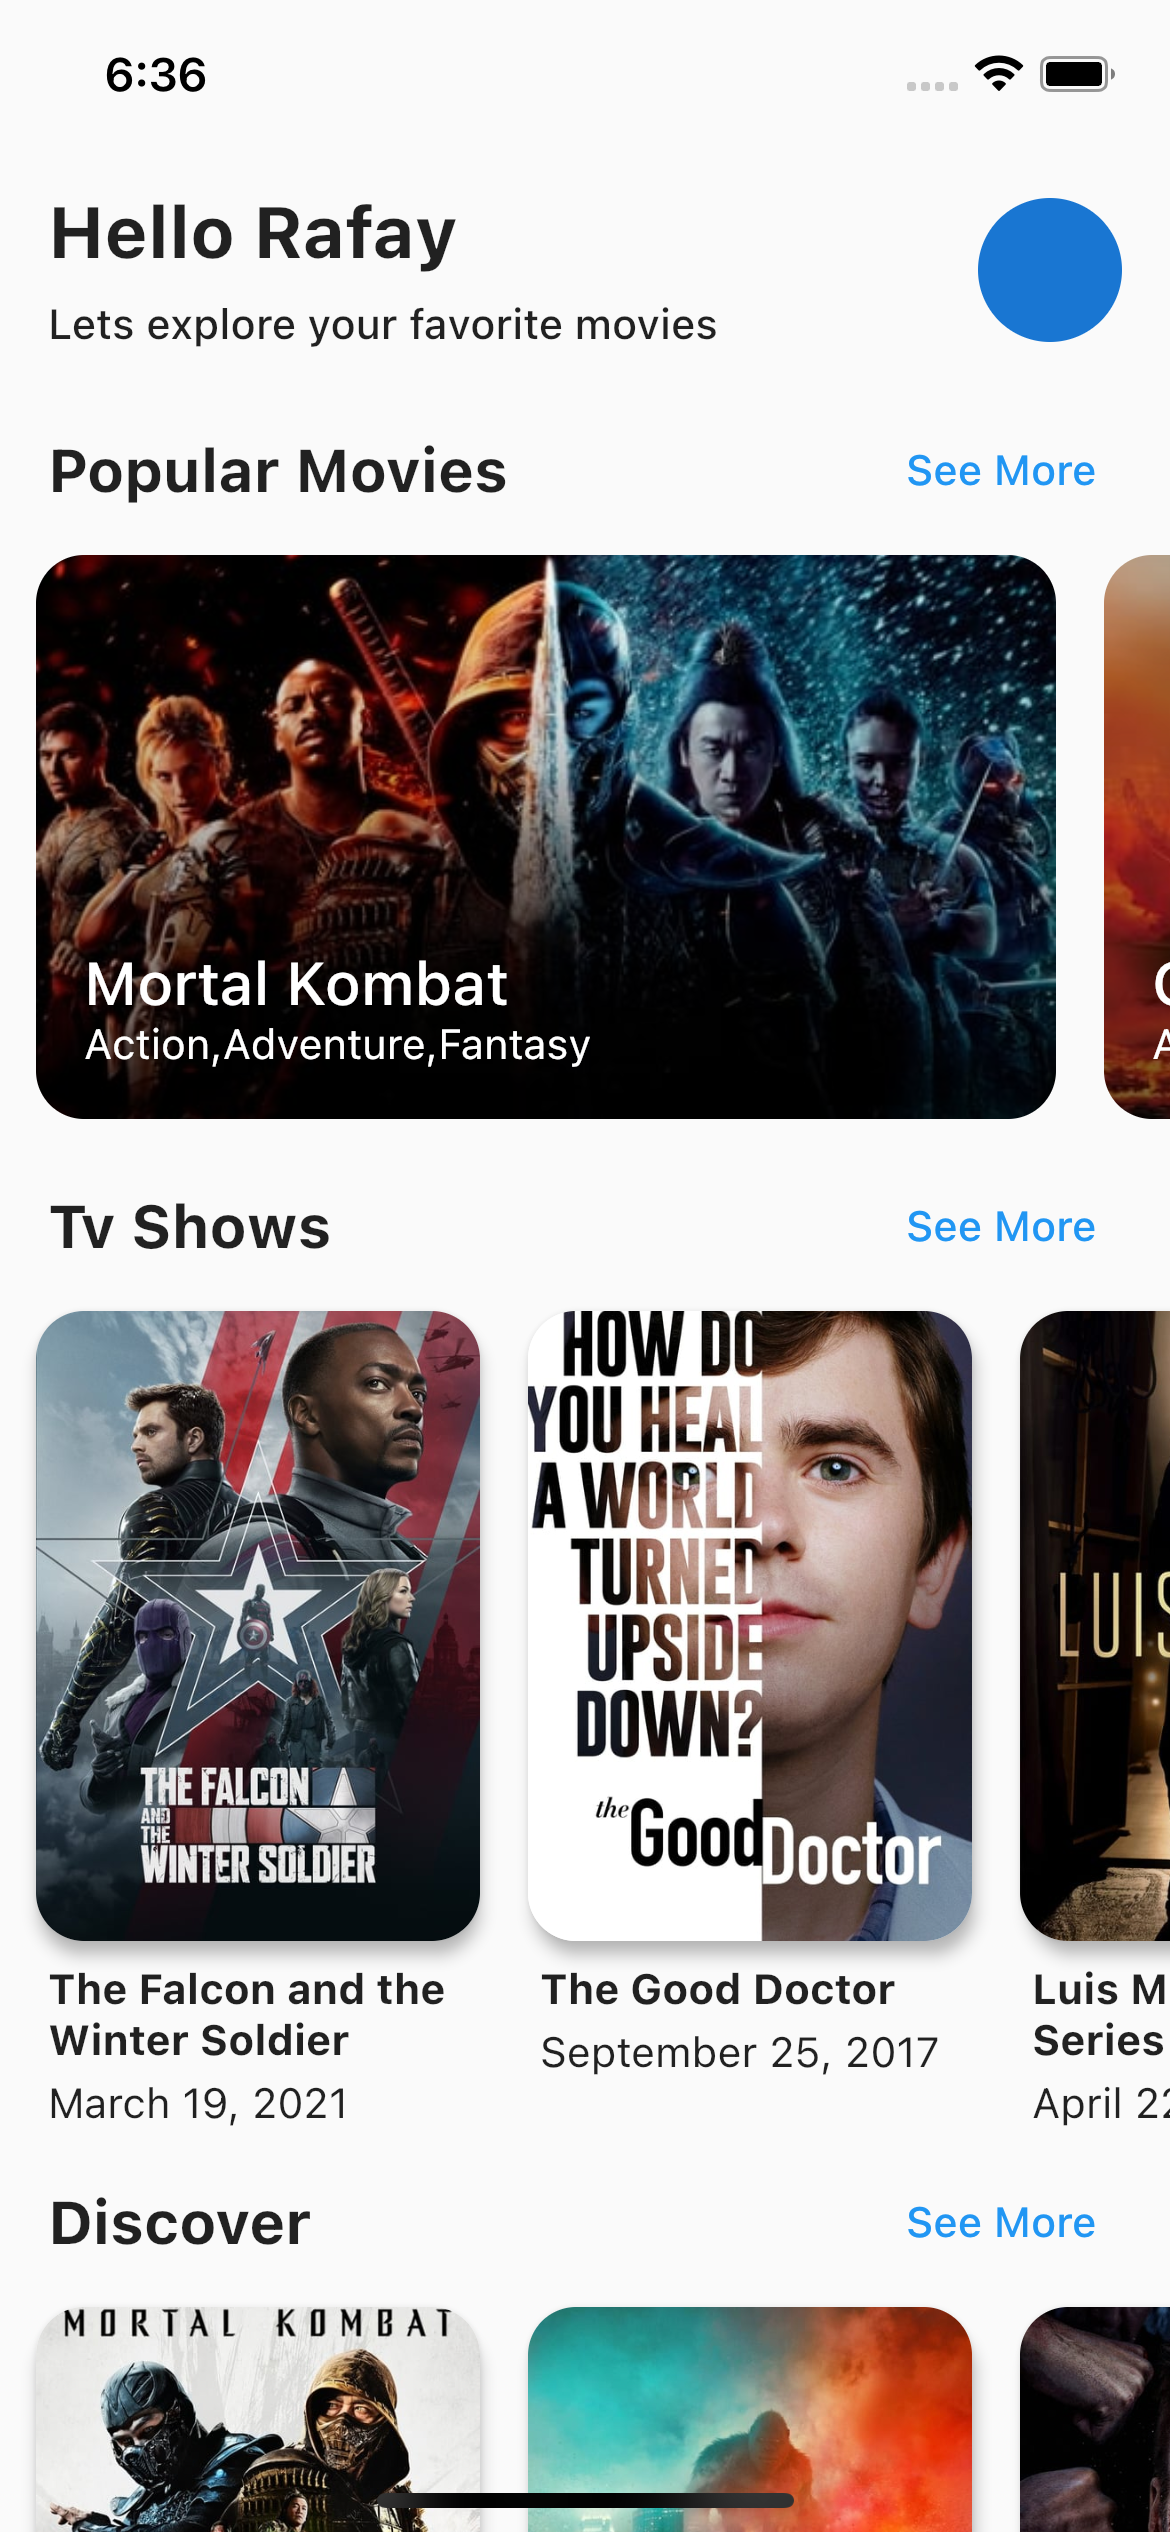 6:36
Hello Rafay
Lets explore your favorite movies
Popular Movies
See More
Mortal Kombat
Action,Adventure,Fantasy
Tv Shows
See More
THE FALCON
AND
THE
WINTER SOLDIER
HOW DO
YOU HEAL
A WORLD
TURNED
UPSIDE
DOWN?
the Good Doctor
LUIS
The Falcon and the
Winter Soldier
March 19, 2021
The Good Doctor
September 25, 2017
Luis M
Series
April 22
Discover
See More
MORTAL KOMBAT